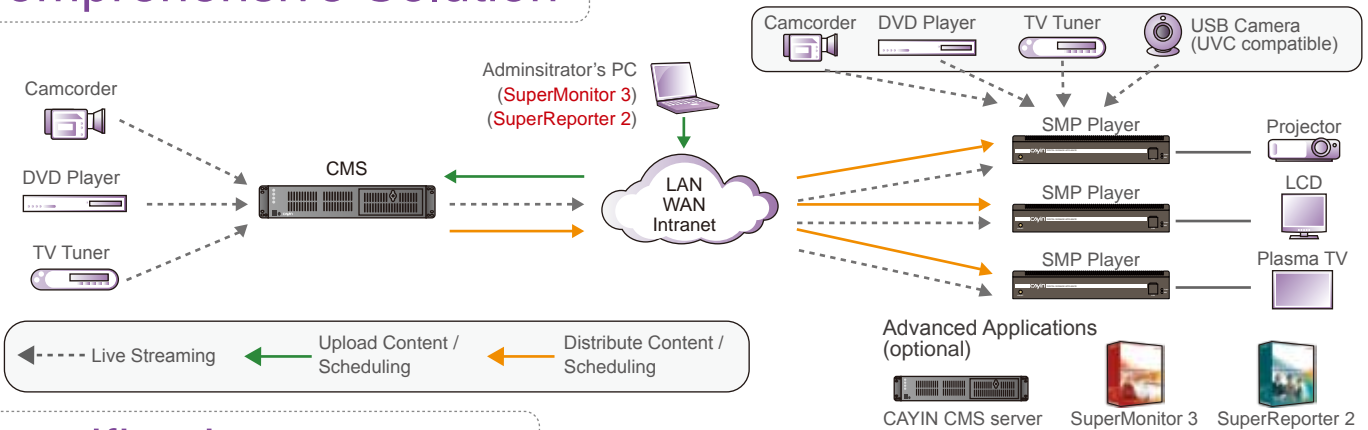 Solution
Camcorder DVD Player TV Tuner USB Camera
(UVC compatible)
Adminsitrator's PC
(SuperMonitor 3)
(SuperReporter 2)
Camcorder
DVD Player
TV Tuner
CMS
LAN
WAN
Intranet
SMP Player
Projector
SMP Player
LCD
SMP Player
Plasma TV
Live Streaming
Upload Content /
Scheduling
Distribute Content /
Scheduling
Advanced Applications
(optional)
CAYIN CMS server
SuperMonitor 3
SuperReporter 2